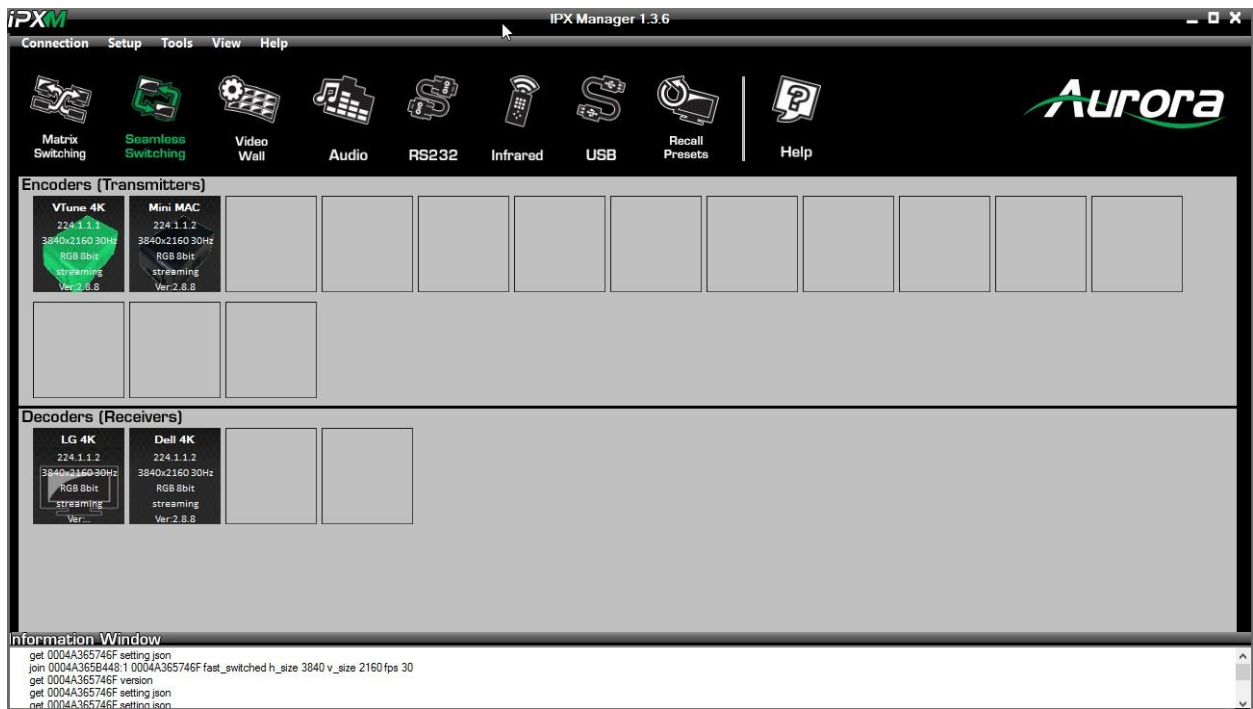 iPXM
IPX Manager 1.3.6
Connection Setup Tools View Help
Matrix Switching
Seamless Switching
Video Wall
Audio
RS232
Infrared
USB
Recall Presets
Help
Aurora
Encoders (Transmitters)
VTune 4K
224.1.1.1
3840x2160 30Hz
RGB 8bit
streaming
Ver:2.8.8
Mini MAC
224.1.1.2
3840x2160 30Hz
RGB 8bit
streaming
Ver:2.8.8
Decoders (Receivers)
LG 4K
224.1.1.2
3840x2160 30Hz
RGB 8bit
streaming
Ver:..
Dell 4K
224.1.1.2
3840x2160 30Hz
RGB 8bit
streaming
Ver:2.8.8
Information Window
get 0004A365746F setting json
join 0004A365B448:1 0004A365746F fast_switched h_size 3840 v_size 2160 fps 30
get 0004A365746F version
get 0004A365746F setting json
get 0004A365746F setting json